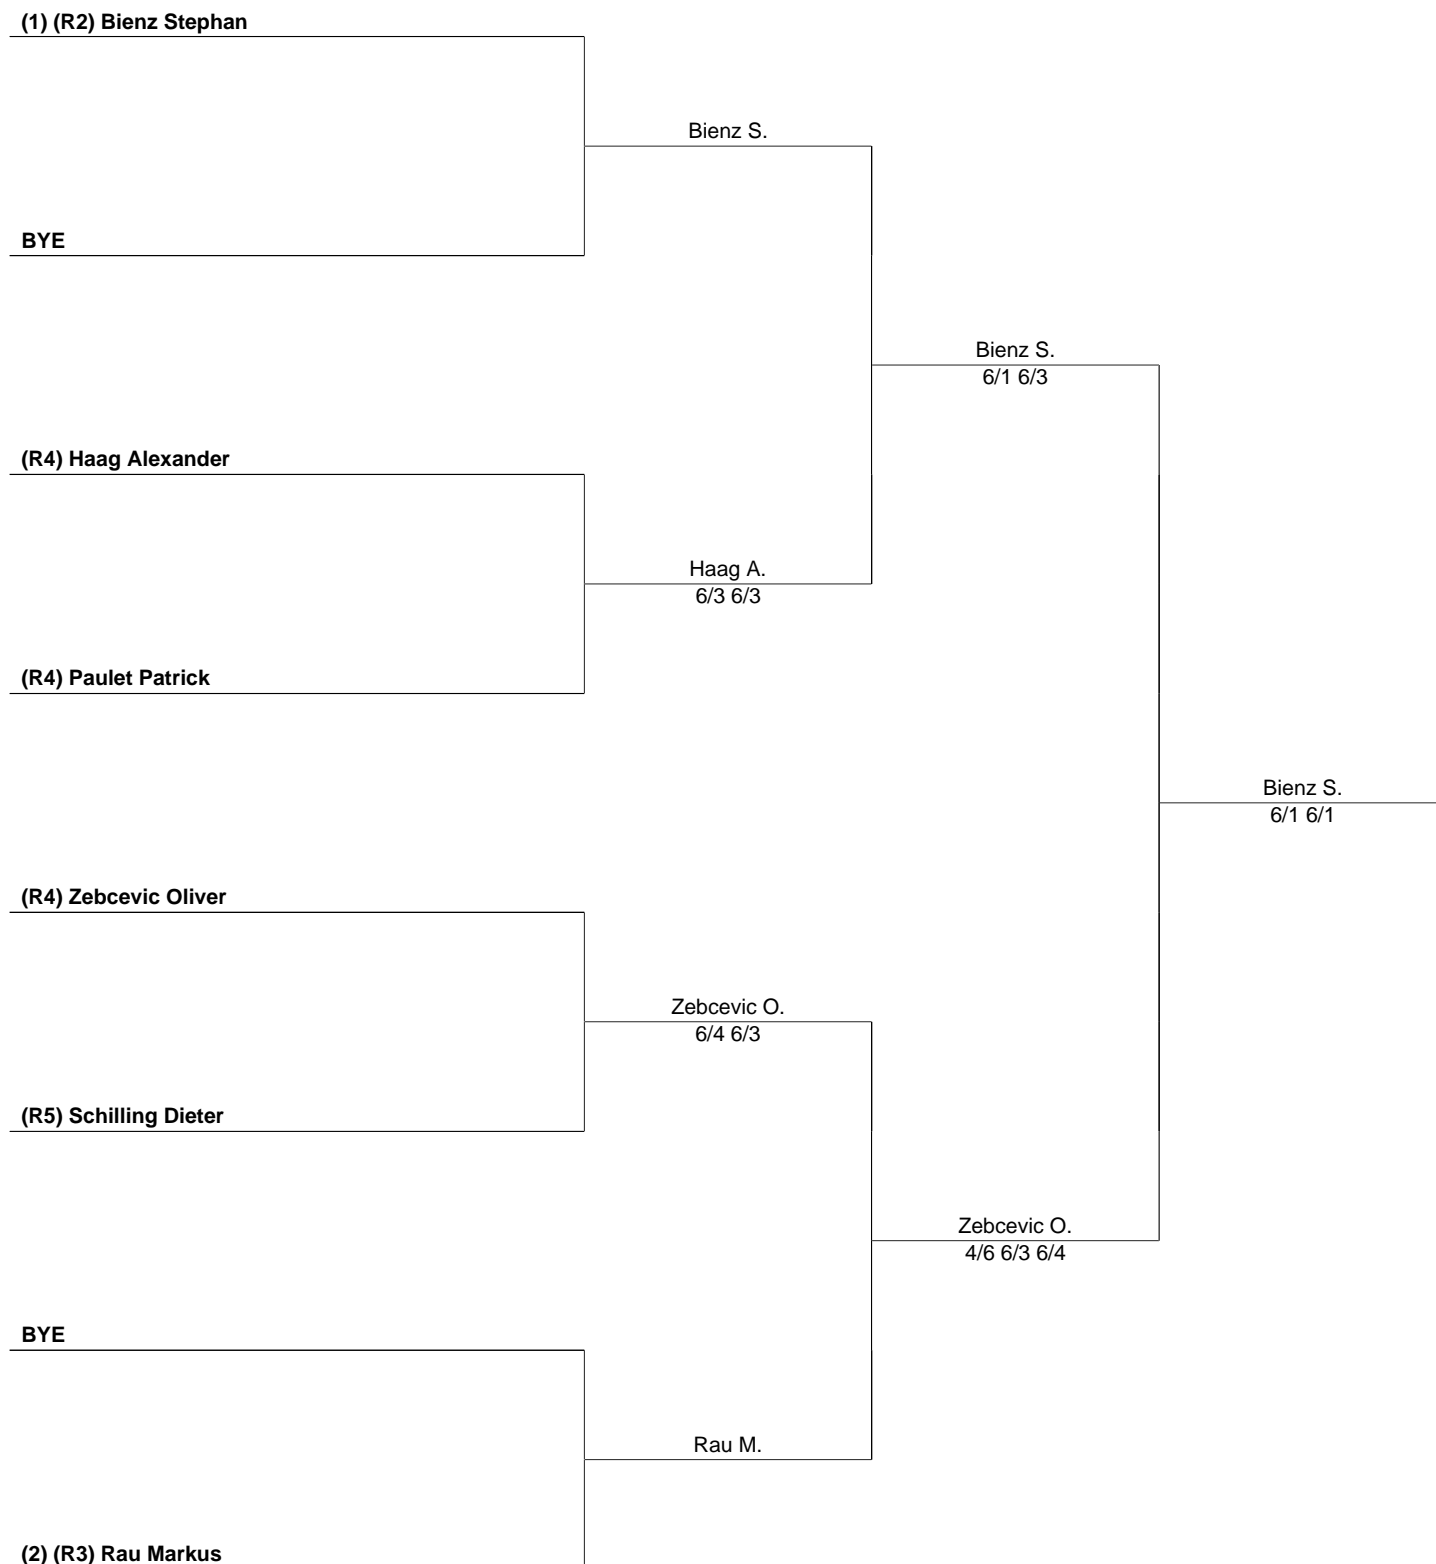 (1) (R2) Bienz Stephan
Bienz S.
BYE
Bienz S.
6/1 6/3
(R4) Haag Alexander
Haag A.
6/3 6/3
(R4) Paulet Patrick
Bienz S.
6/1 6/1
(R4) Zebcevic Oliver
Zebcevic O.
6/4 6/3
(R5) Schilling Dieter
Zebcevic O.
4/6 6/3 6/4
BYE
Rau M.
(2) (R3) Rau Markus